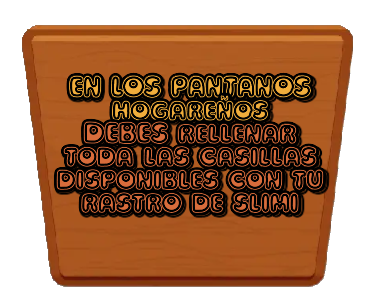 EN LOS PANTANOS
HOGAREÑOS
DEBES RELLENAR
TODA LAS CASILLAS
DISPONIBLES CON TU
RASTRO DE SLIMI